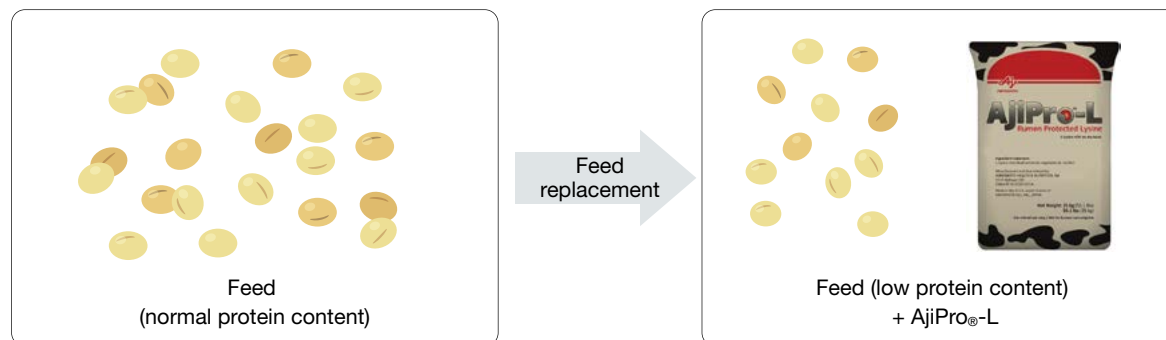 Feed
(normal protein content)
Feed
replacement
AjiPro®-L
Rumen Protected Lysine
Feed (low protein content)
+ AjiPro®-L